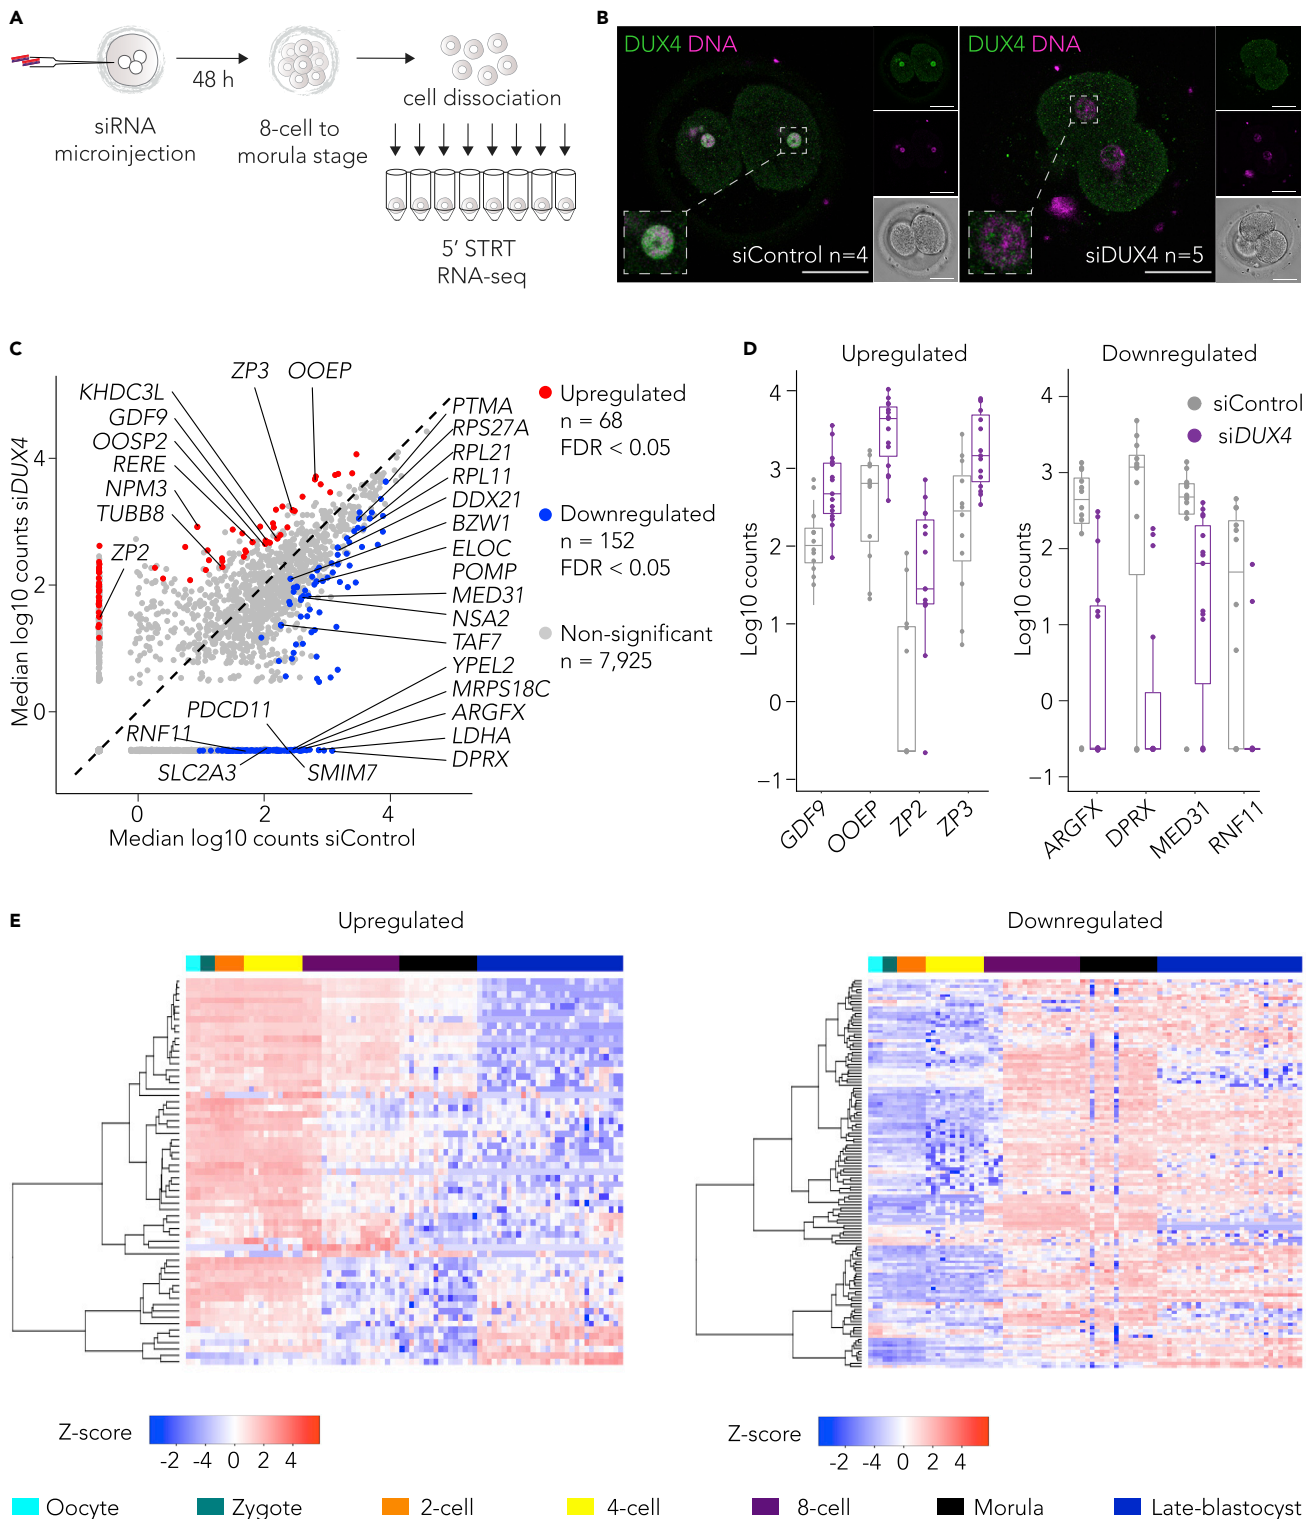 A
siRNA
microinjection
48 h
8-cell to
morula stage
cell dissociation
5′ STRT
RNA-seq
B
DUX4 DNA
siControl n=4
DUX4 DNA
siDUX4 n=5
C
Median log10 counts siDUX4
4
2
0
0
2
4
Median log10 counts siControl
ZP3
OOEP
KHDC3L
GDF9
OOSP2
RERE
NPM3
TUBB8
ZP2
PTMA
RPS27A
RPL21
RPL11
DDX21
BZW1
ELOC
POMP
MED31
NSA2
TAF7
YPEL2
MRPS18C
ARGFX
LDHA
DPRX
PDCD11
RNF11
SLC2A3
SMIM7
Upregulated
n = 68
FDR < 0.05
Downregulated
n = 152
FDR < 0.05
Non-significant
n = 7,925
D
Upregulated
Log10 counts
4
3
2
1
0
−1
GDF9
OOEP
ZP2
ZP3
Downregulated
siControl
siDUX4
Log10 counts
4
3
2
1
0
−1
ARGFX
DPRX
MED31
RNF11
E
Upregulated
Downregulated
Z-score
-2 -4 0 2 4
Z-score
-2 -4 0 2 4
Oocyte
Zygote
2-cell
4-cell
8-cell
Morula
Late-blastocyst